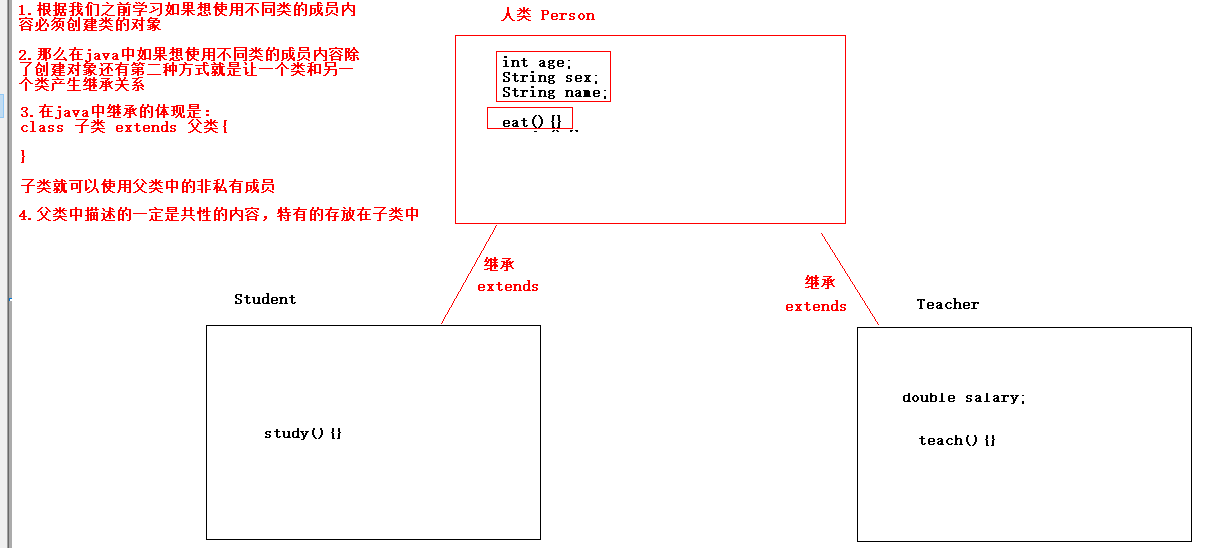 1.根据我们之前学习如果想使用不同类的成员内
容必须创建类的对象
2.那么在java中如果想使用不同类的成员内容除
了创建对象还有第二种方式就是让一个类和另一
个类产生继承关系
3.在java中继承的体现是:
class 子类 extends 父类{
}
子类就可以使用父类中的非私有成员
4.父类中描述的一定是共性的内容，特有的存放在子类中
人类 Person
int age;
String sex;
String name;
eat(){}
继承
extends
继承
extends
Student
study(){}
Teacher
double salary;
teach(){}